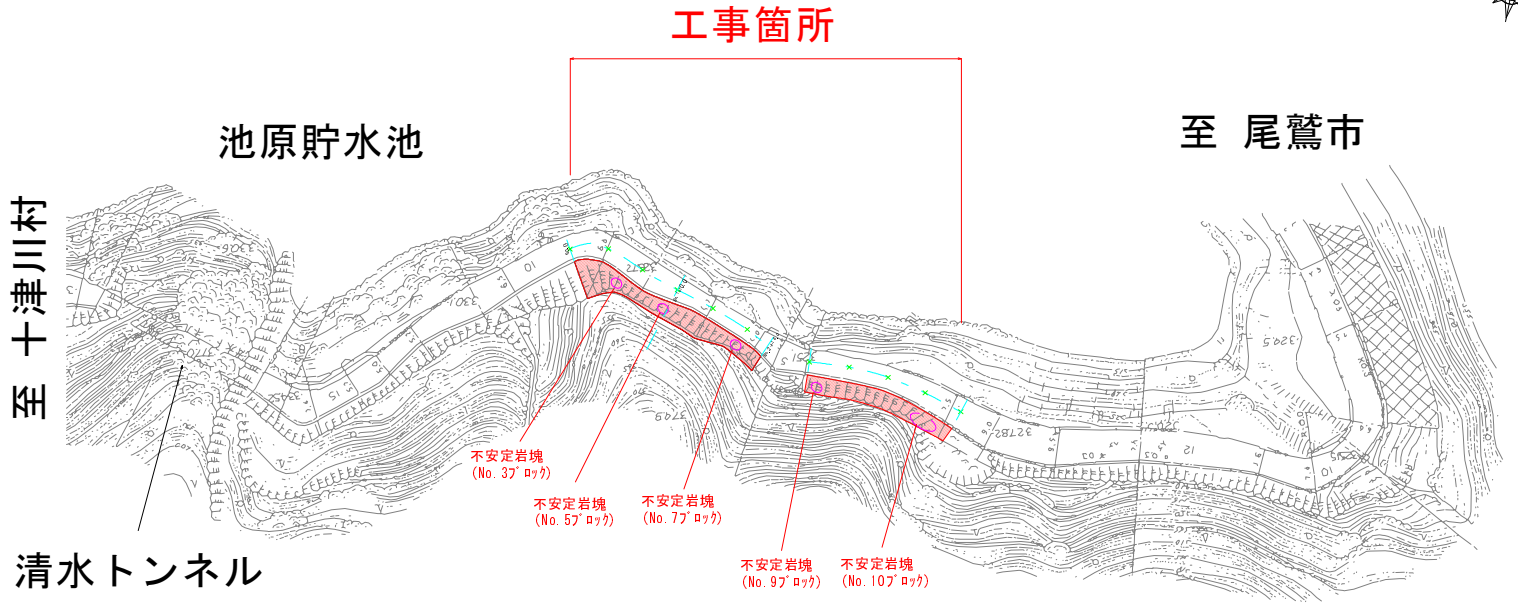 工事箇所
池原貯水池
至 尾鷲市
至 十津川村
不安定岩塊
(No. 3ﾌﾞﾛｯｸ)
不安定岩塊
(No. 5ﾌﾞﾛｯｸ)
不安定岩塊
(No. 7ﾌﾞﾛｯｸ)
不安定岩塊
(No. 9ﾌﾞﾛｯｸ)
不安定岩塊
(No. 10ﾌﾞﾛｯｸ)
清水トンネル